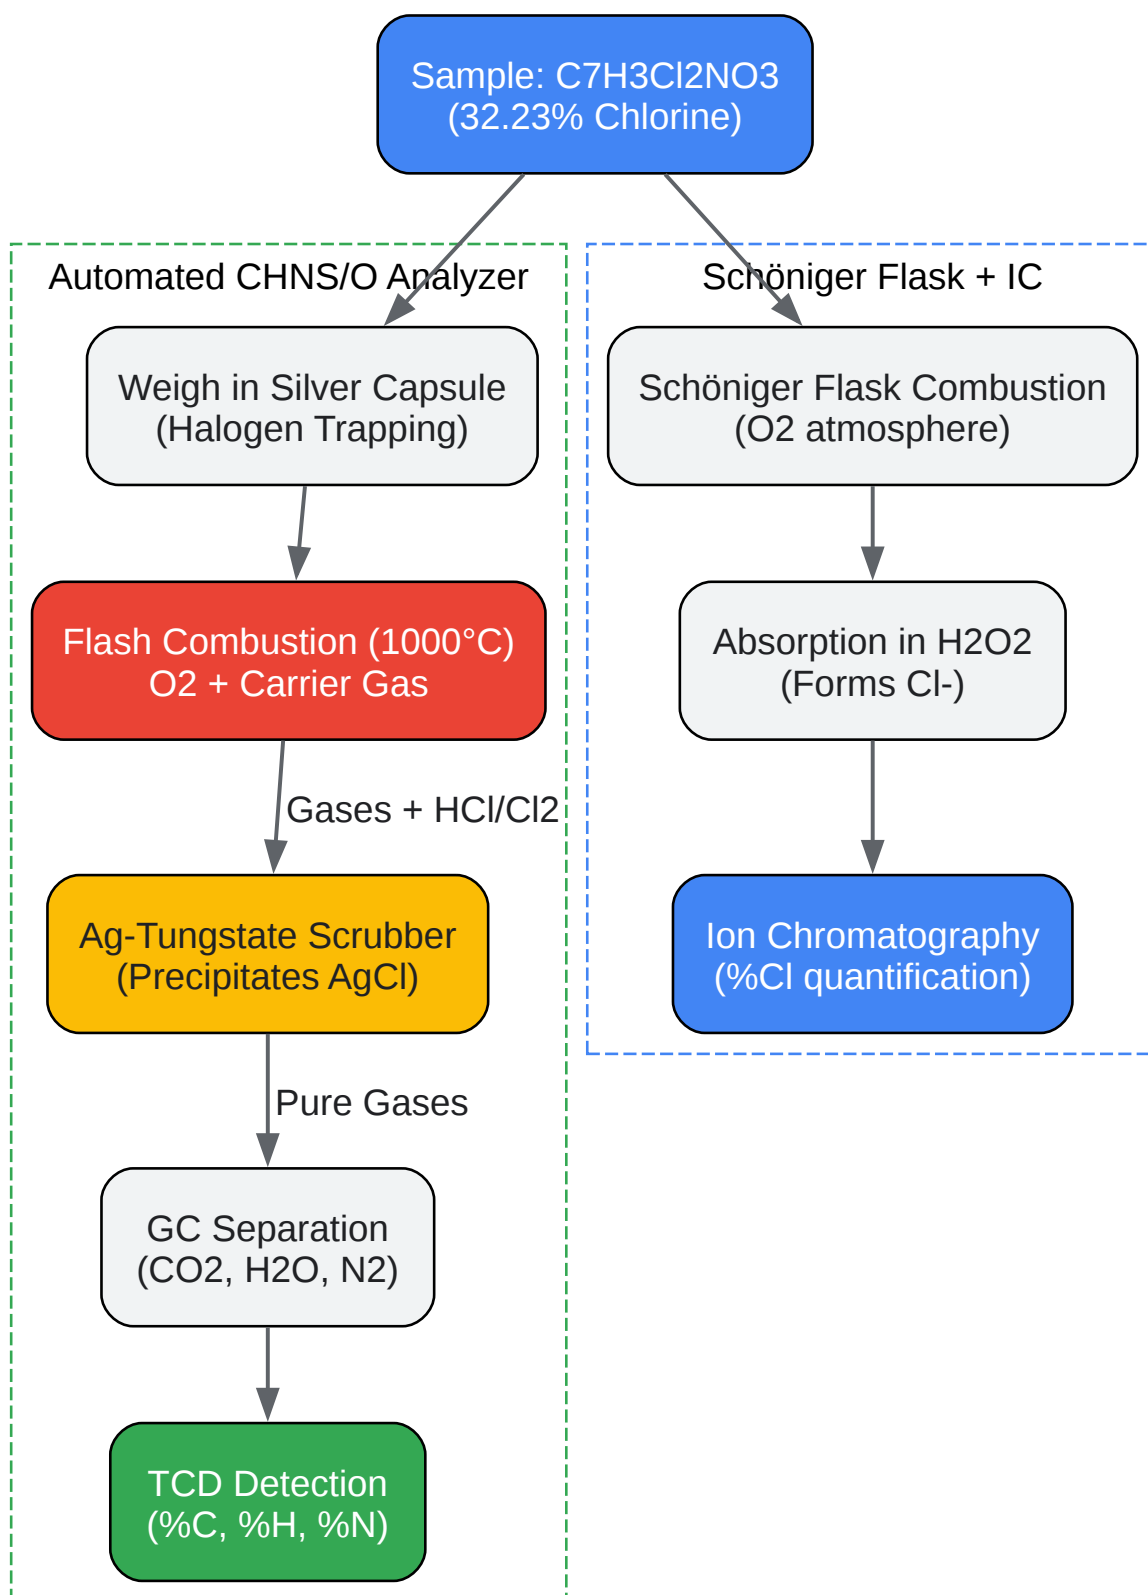 Sample: C7H3Cl2NO3
(32.23% Chlorine)
Automated CHNS/O Analyzer
Weigh in Silver Capsule
(Halogen Trapping)
Flash Combustion (1000°C)
O2 + Carrier Gas
Gases + HCl/Cl2
Ag-Tungstate Scrubber
(Precipitates AgCl)
Pure Gases
GC Separation
(CO2, H2O, N2)
TCD Detection
(%C, %H, %N)
Schöniger Flask + IC
Schöniger Flask Combustion
(O2 atmosphere)
Absorption in H2O2
(Forms Cl-)
Ion Chromatography
(%Cl quantification)